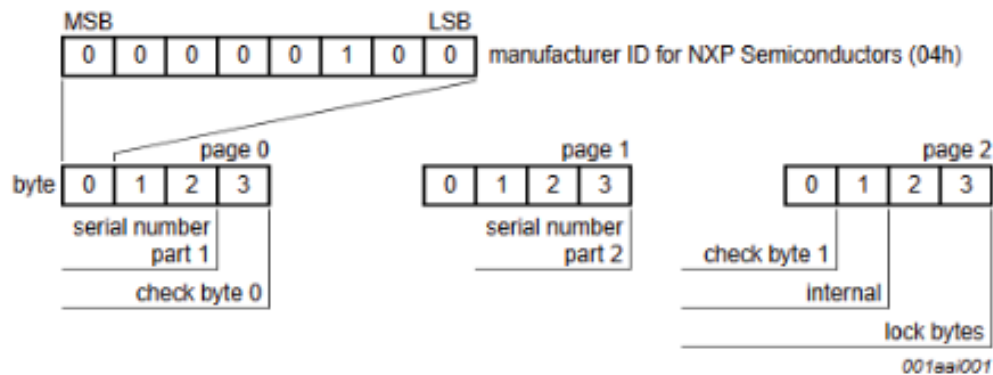 MSB LSB
0 0 0 0 0 1 0 0 manufacturer ID for NXP Semiconductors (04h)
page 0 page 1 page 2
byte 0 1 2 3 0 1 2 3 0 1 2 3
serial number serial number
part 1 part 2 check byte 1
check byte 0 internal
lock bytes
001aai001